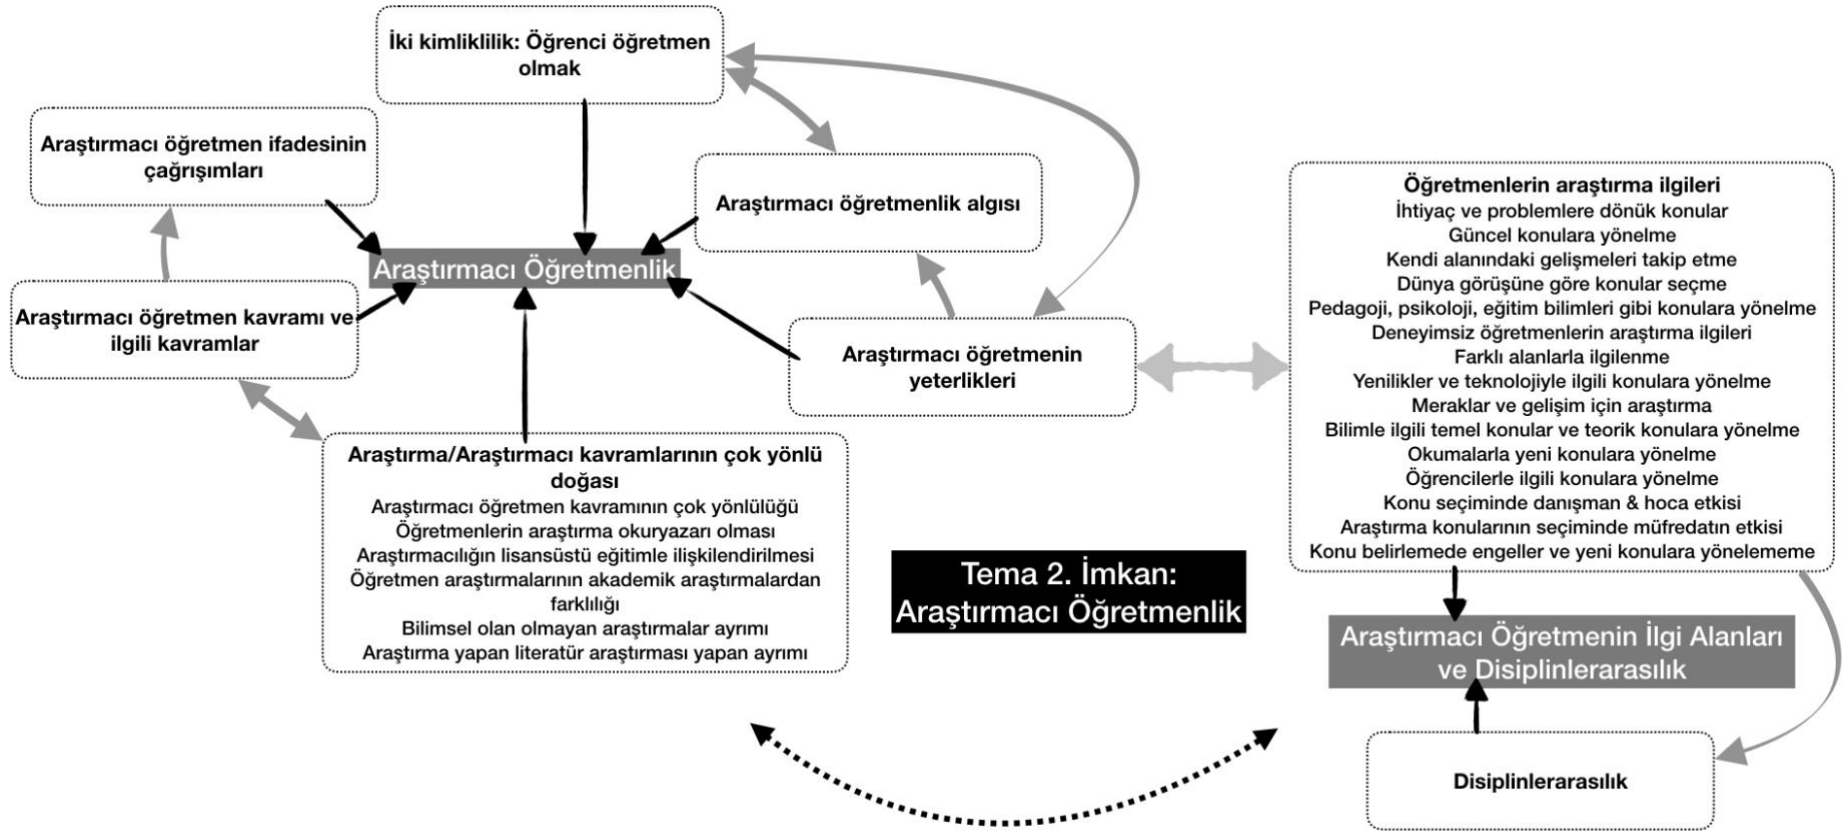 İki kimliklilik: Öğrenci öğretmen
olmak
Araştırmacı öğretmen ifadesinin
çağrışımları
Araştırmacı öğretmenlik algısı
Araştırmacı Öğretmenlik
Araştırmacı öğretmen kavramı ve
ilgili kavramlar
Araştırmacı öğretmenin
yeterlikleri
Araştırma/Araştırmacı kavramlarının çok yönlü
doğası
Araştırmacı öğretmen kavramının çok yönlülüğü
Öğretmenlerin araştırma okuryazarı olması
Araştırmacılığın lisansüstü eğitimle ilişkilendirilmesi
Öğretmen araştırmalarının akademik araştırmalardan
farklılığı
Bilimsel olan olmayan araştırmalar ayrımı
Araştırma yapan literatür araştırması yapan ayrımı
Tema 2. İmkan:
Araştırmacı Öğretmenlik
Öğretmenlerin araştırma ilgileri
İhtiyaç ve problemlere dönük konular
Güncel konulara yönelme
Kendi alanındaki gelişmeleri takip etme
Dünya görüşüne göre konular seçme
Pedagoji, psikoloji, eğitim bilimleri gibi konulara yönelme
Deneyimsiz öğretmenlerin araştırma ilgileri
Farklı alanlarla ilgilenme
Yenilikler ve teknolojiyle ilgili konulara yönelme
Meraklar ve gelişim için araştırma
Bilimle ilgili temel konular ve teorik konulara yönelme
Okumalarla yeni konulara yönelme
Öğrencilerle ilgili konulara yönelme
Konu seçiminde danışman & hoca etkisi
Araştırma konularının seçiminde müfredatın etkisi
Konu belirlemede engeller ve yeni konulara yönelememe
Araştırmacı Öğretmenin İlgi Alanları
ve Disiplinlerarasılık
Disiplinlerarasılık